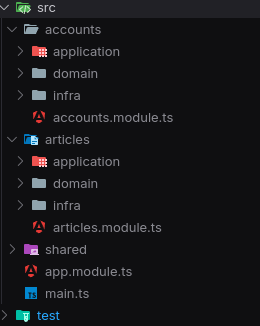 src
accounts
application
domain
infra
accounts.module.ts
articles
application
domain
infra
articles.module.ts
shared
app.module.ts
TS main.ts
test